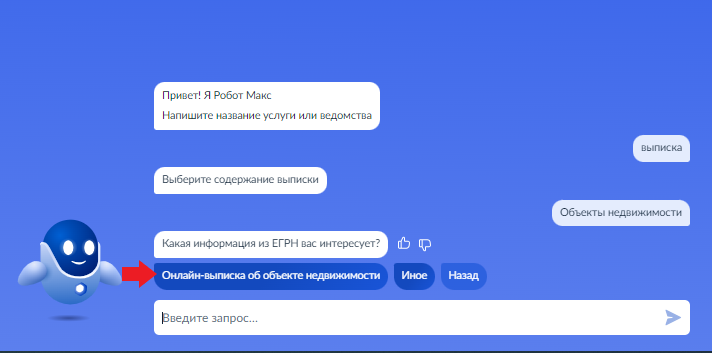 Привет! Я Робот Макс
Напишите название услуги или ведомства
выписка
Выберите содержание выписки
Объекты недвижимости
Какая информация из ЕГРН вас интересует?
Онлайн-выписка об объекте недвижимости Иное Назад
Введите запрос...